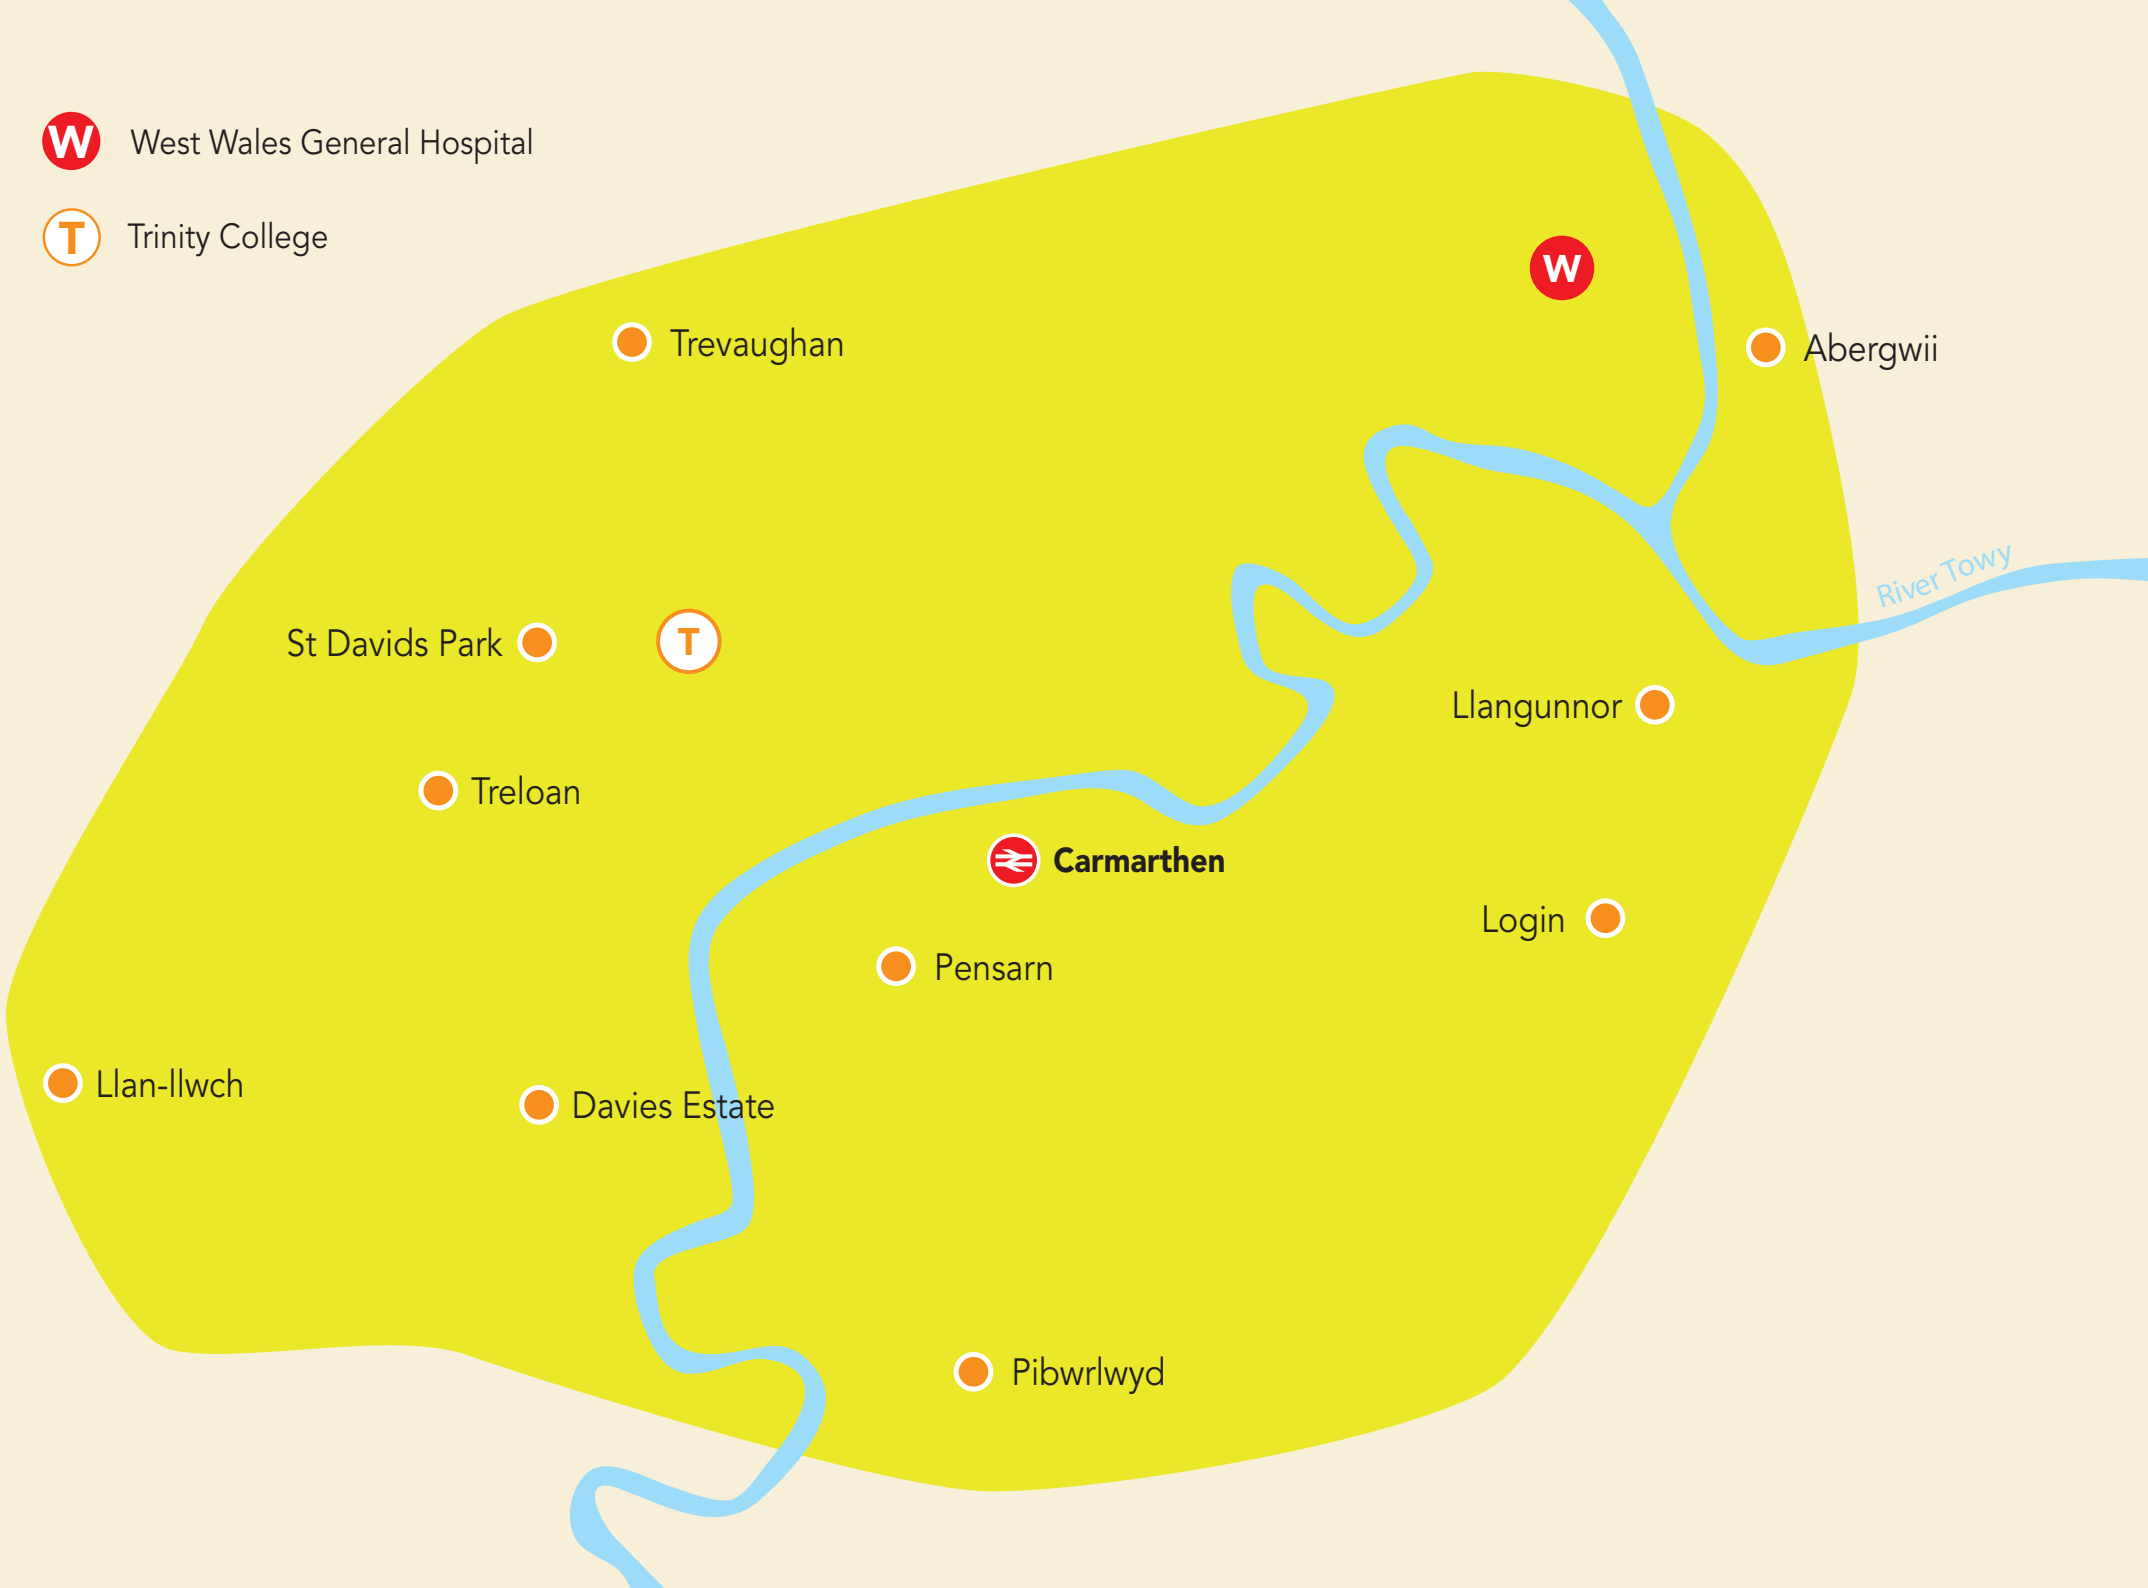 W West Wales General Hospital
T Trinity College
W
Trevaughan
Abergwii
River Towy
St Davids Park
T
Llangunnor
Treloan
Carmarthen
Login
Pensarn
Llan-llwch
Davies Estate
Pibwrlwyd